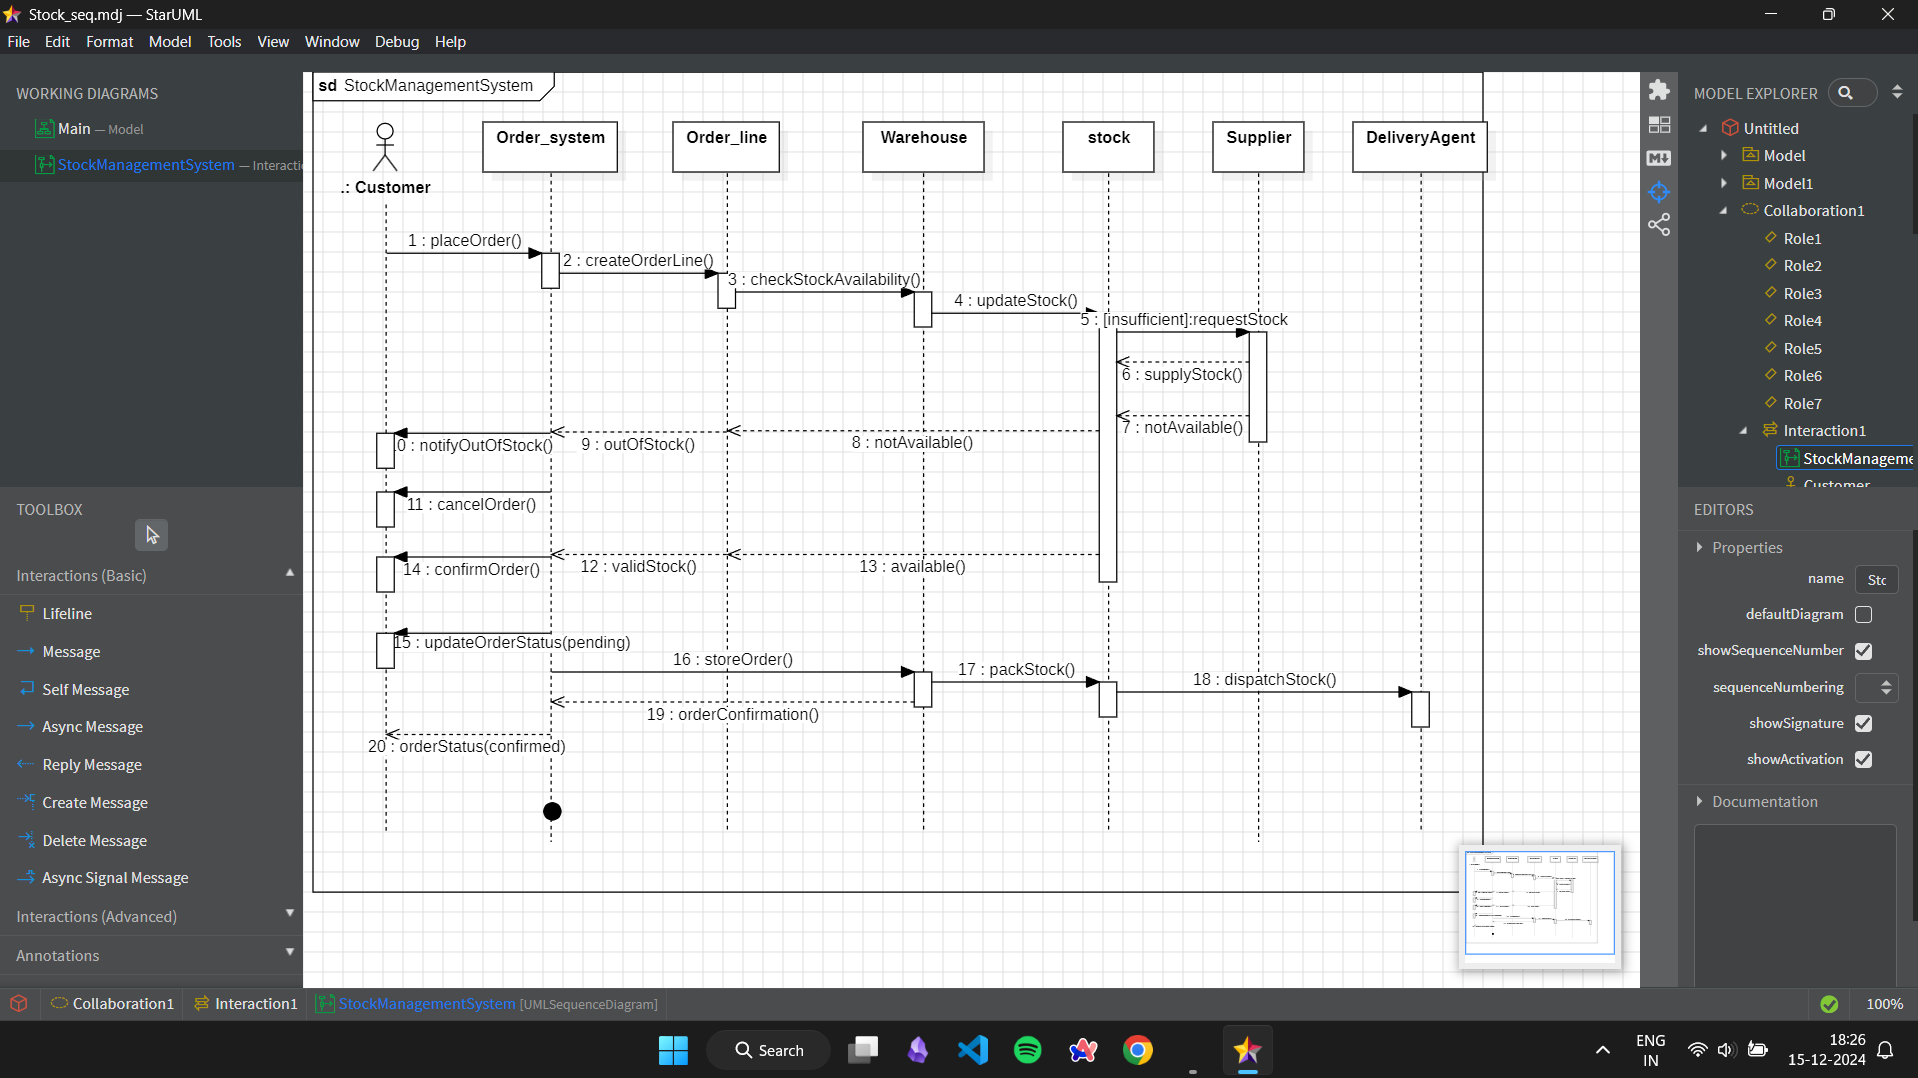 Stock_seq.mdj — StarUML
File Edit Format Model Tools View Window Debug Help
WORKING DIAGRAMS
Main — Model
StockManagementSystem — Interacti
TOOLBOX
Interactions (Basic)
Lifeline
Message
Self Message
Async Message
Reply Message
Create Message
Delete Message
Async Signal Message
Interactions (Advanced)
Annotations
sd StockManagementSystem
.: Customer
Order_system
Order_line
Warehouse
stock
Supplier
DeliveryAgent
1 : placeOrder()
2 : createOrderLine()
3 : checkStockAvailability()
4 : updateStock()
5 : [insufficient]:requestStock
6 : supplyStock()
7 : notAvailable()
8 : notAvailable()
9 : outOfStock()
0 : notifyOutOfStock()
11 : cancelOrder()
12 : validStock()
13 : available()
14 : confirmOrder()
15 : updateOrderStatus(pending)
16 : storeOrder()
17 : packStock()
18 : dispatchStock()
19 : orderConfirmation()
20 : orderStatus(confirmed)
MODEL EXPLORER
Untitled
Model
Model1
Collaboration1
Role1
Role2
Role3
Role4
Role5
Role6
Role7
Interaction1
StockManageme
Customer
EDITORS
Properties
name Stc
defaultDiagram
showSequenceNumber
sequenceNumbering
showSignature
showActivation
Documentation
Collaboration1 Interaction1 StockManagementSystem [UMLSequenceDiagram]
100%
Search
ENG
IN
18:26
15-12-2024